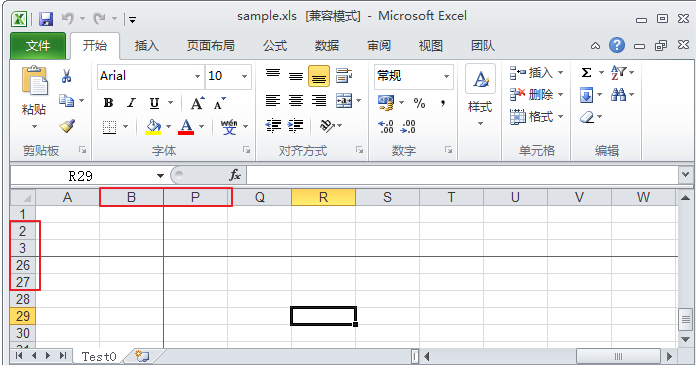 sample.xls [兼容模式] - Microsoft Excel
文件 开始 插入 页面布局 公式 数据 审阅 视图 团队
粘贴 Arial 10 常规 样式 插入
B I U A A % , 删除
A wén 文 .00 .0 格式
剪贴板 字体 对齐方式 数字 单元格 编辑
R29 fx
A B P Q R S T U V W
1
2
3
26
27
28
29
30
Test0